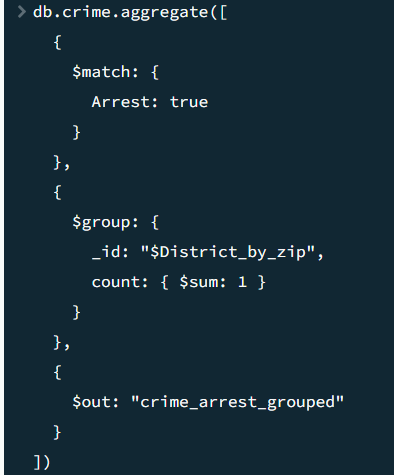 > db.crime.aggregate([
{
$match: {
Arrest: true
}
},
{
$group: {
_id: "$District_by_zip",
count: { $sum: 1 }
}
},
{
$out: "crime_arrest_grouped"
}
])